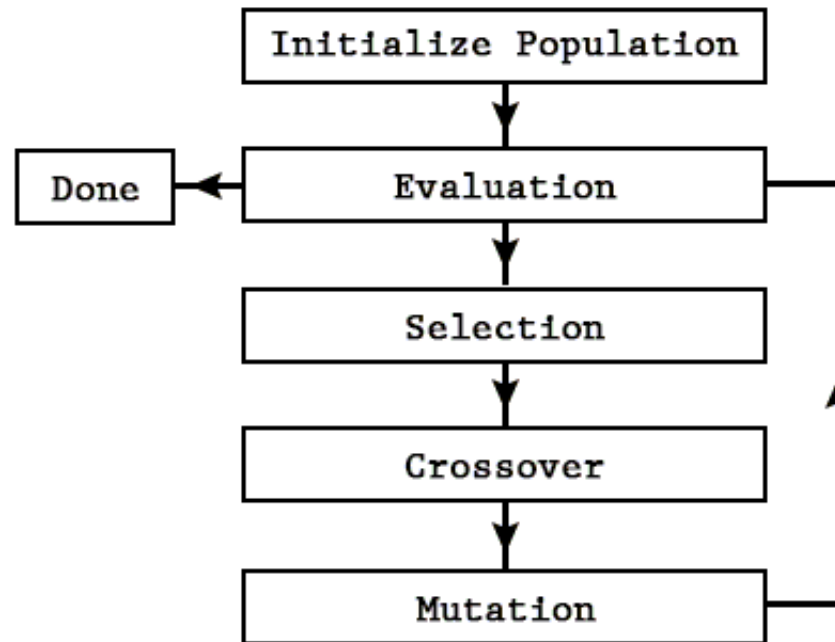 Initialize Population
Done
Evaluation
Selection
Crossover
Mutation